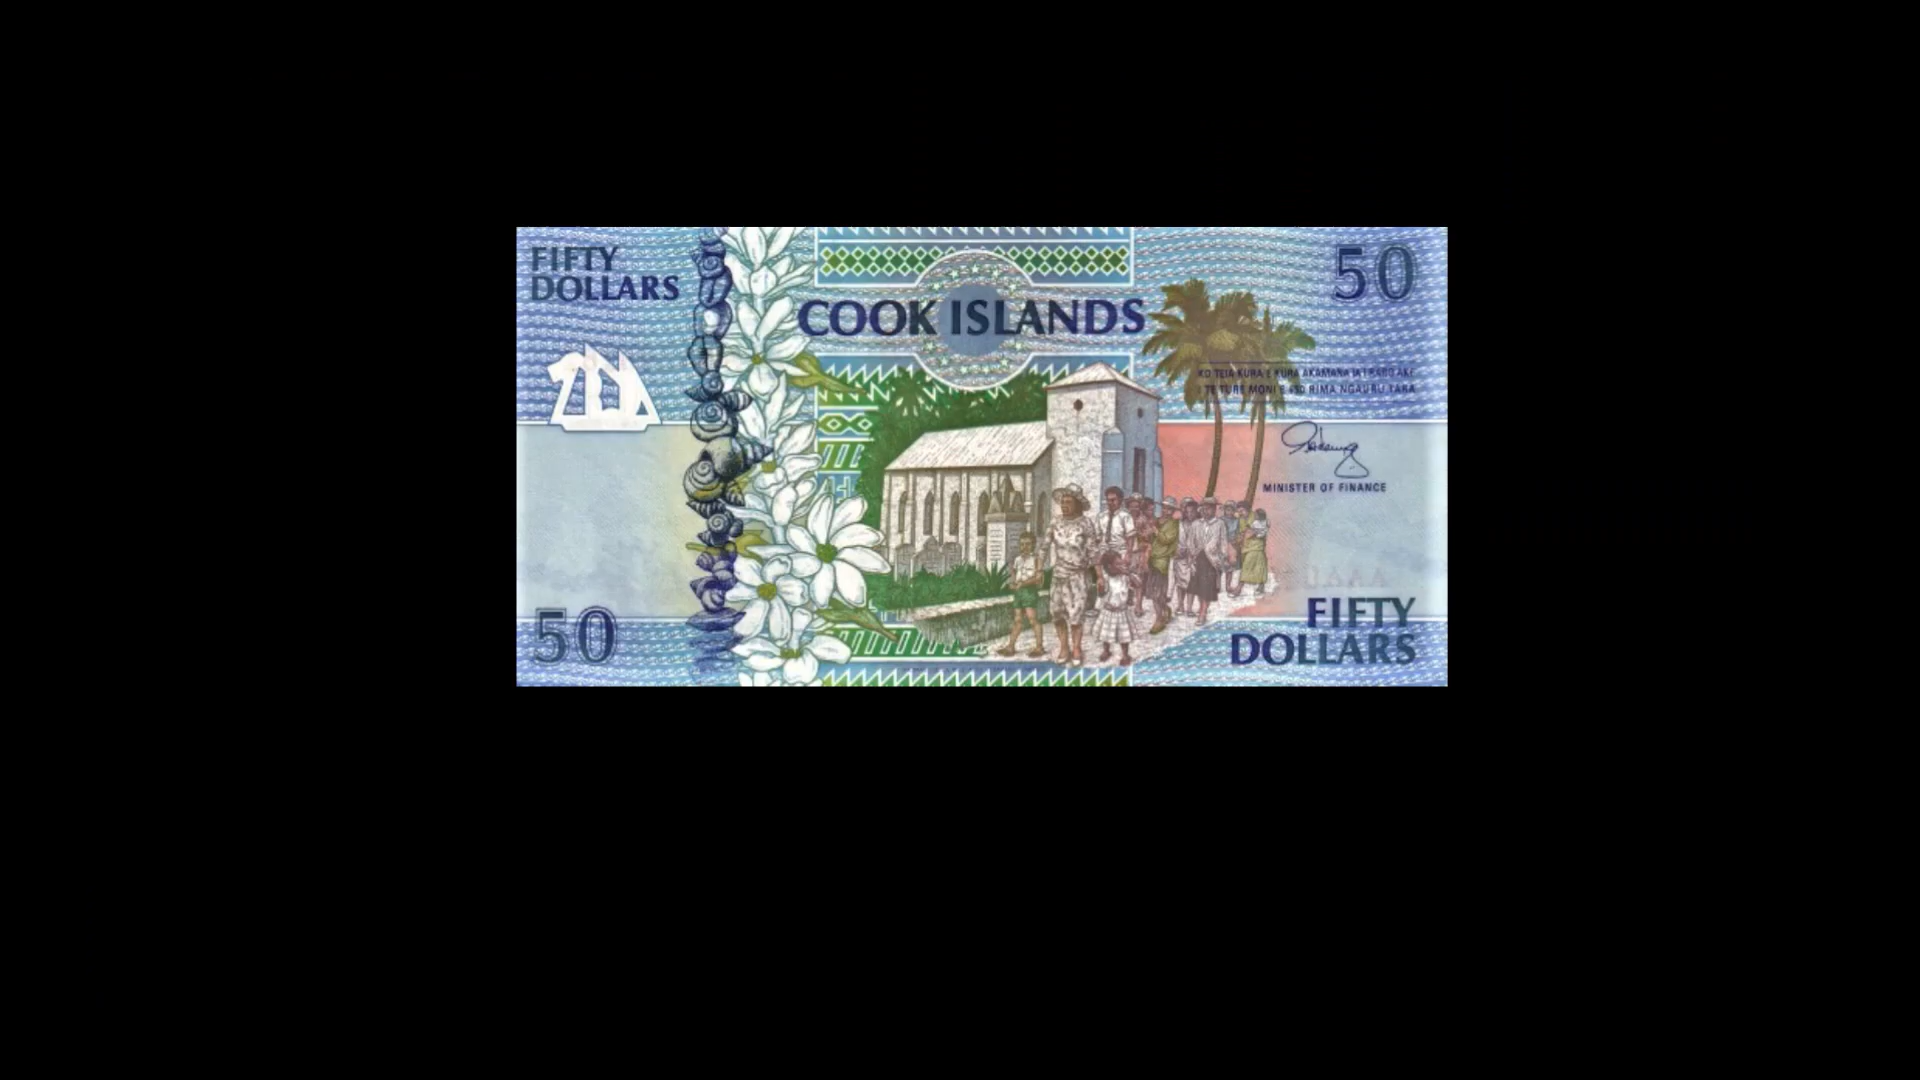 FIFTY
DOLLARS
50
COOK ISLANDS
KO TEIA KURA E KURA AKAMANA IA I RARO AKE
I TE TURE MONI E $50 RIMA NGAURU TARA
MINISTER OF FINANCE
50
FIFTY
DOLLARS